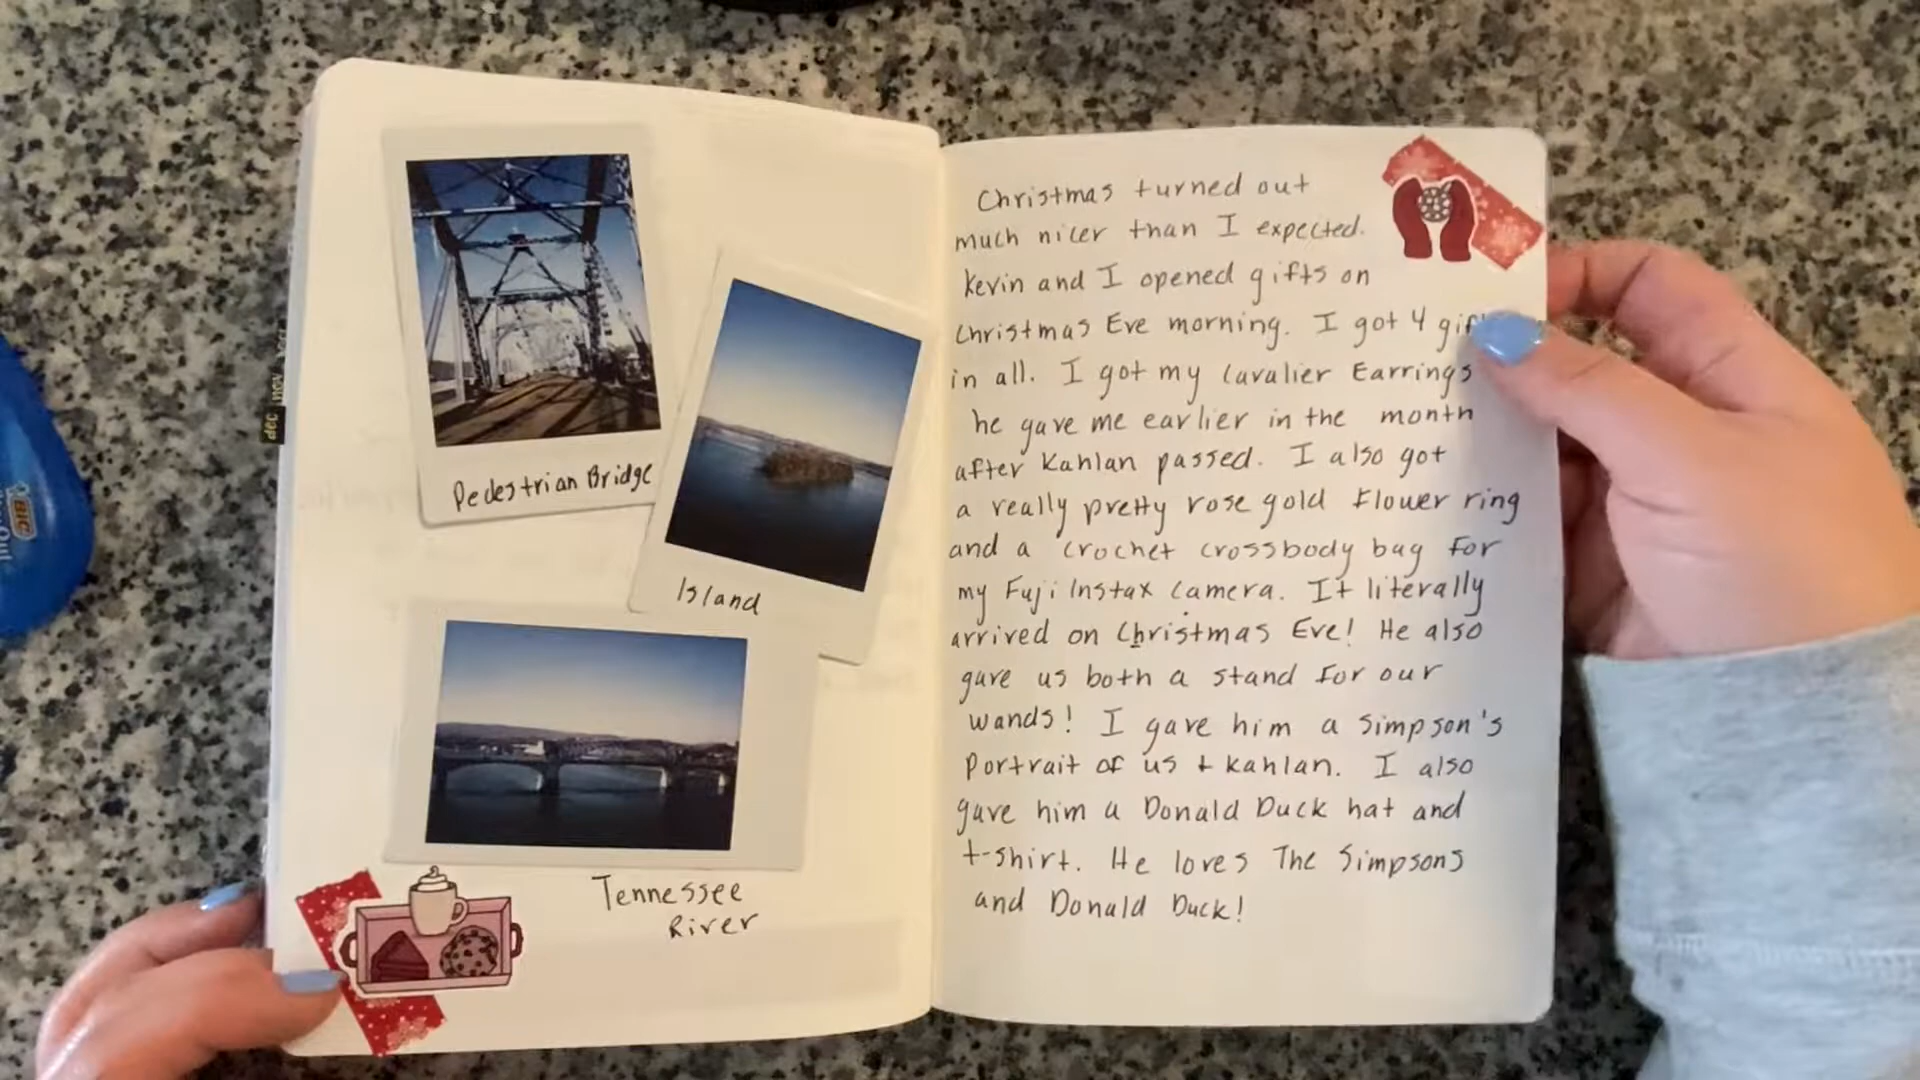 dec
nov
BIC
Pedestrian Bridge
Island
Tennessee
River
Christmas turned out
much nicer than I expected.
Kevin and I opened gifts on
Christmas Eve morning. I got 4
in all. I got my Cavalier Earrings
he gave me earlier in the month
after Kahlan passed. I also got
a really pretty rose gold flower ring
and a crochet crossbody bag for
my Fuji Instax Camera. It literally
arrived on Christmas Eve! He also
gave us both a stand for our
wands! I gave him a Simpson's
Portrait of us + Kahlan. I also
gave him a Donald Duck hat and
t-shirt. He loves The Simpsons
and Donald Duck!